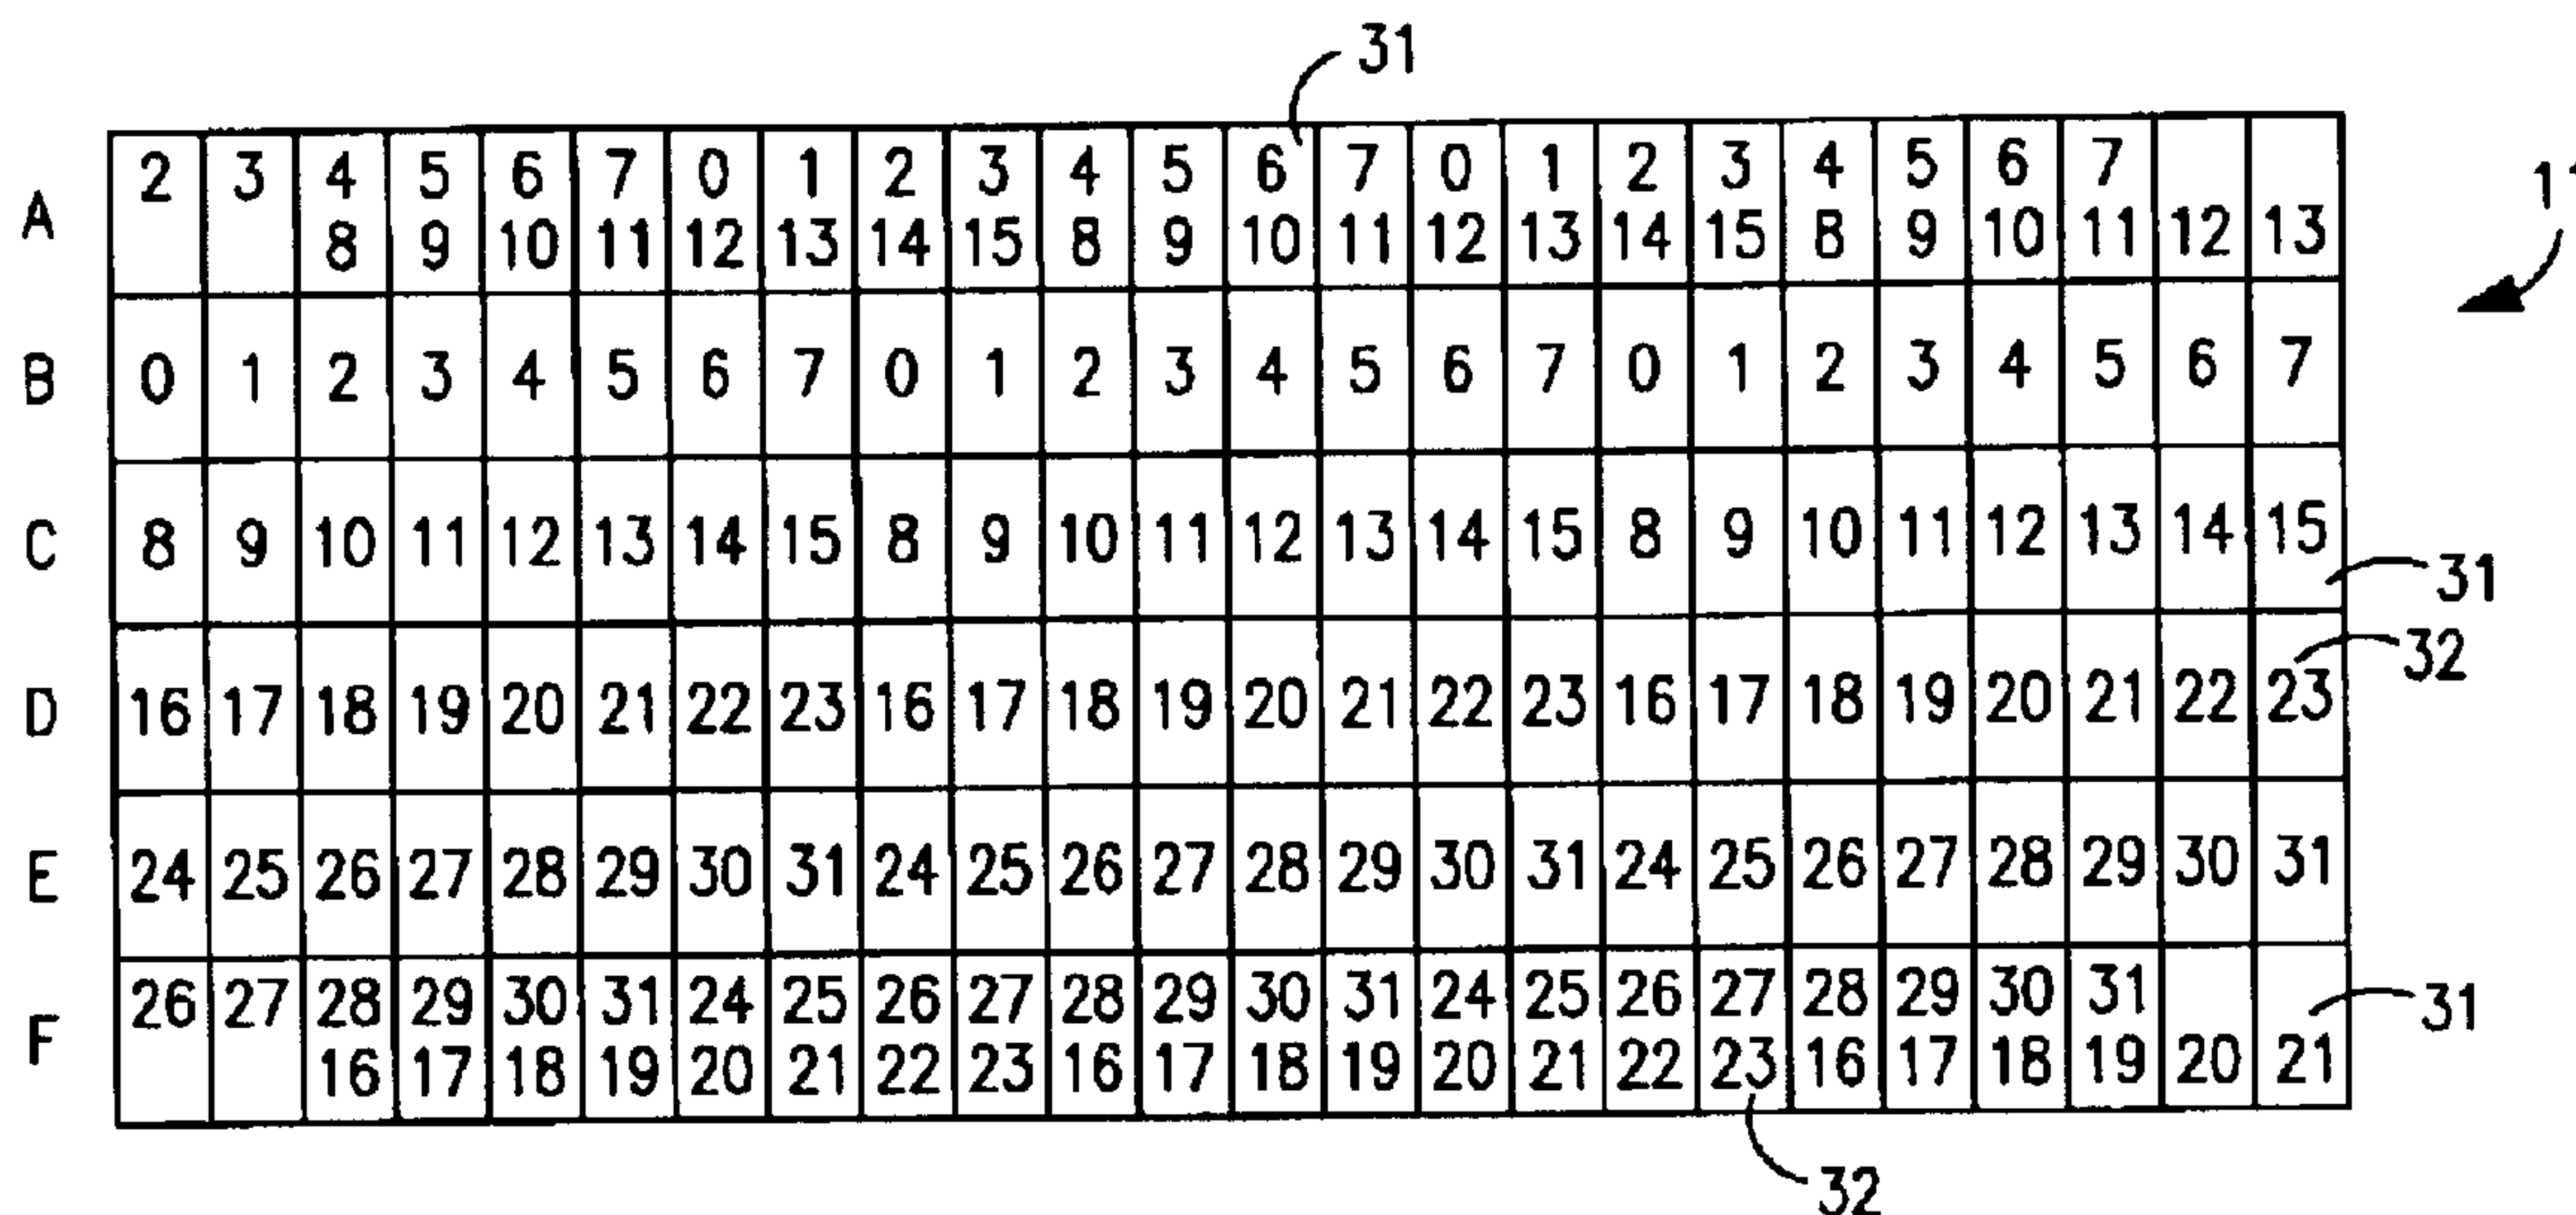 31
2 3 4 5 6 7 0 1 2 3 4 5 6 7 0 1 2 3 4 5 6 7
A
8 9 10 11 12 13 14 15 8 9 10 11 12 13 14 15 8 9 10 11 12 13
B 0 1 2 3 4 5 6 7 0 1 2 3 4 5 6 7 0 1 2 3 4 5 6 7
C 8 9 10 11 12 13 14 15 8 9 10 11 12 13 14 15 8 9 10 11 12 13 14 15
31
32
D 16 17 18 19 20 21 22 23 16 17 18 19 20 21 22 23 16 17 18 19 20 21 22 23
E 24 25 26 27 28 29 30 31 24 25 26 27 28 29 30 31 24 25 26 27 28 29 30 31
26 27 28 29 30 31 24 25 26 27 28 29 30 31 24 25 26 27 28 29 30 31
31
F
16 17 18 19 20 21 22 23 16 17 18 19 20 21 22 23 16 17 18 19 20 21
32